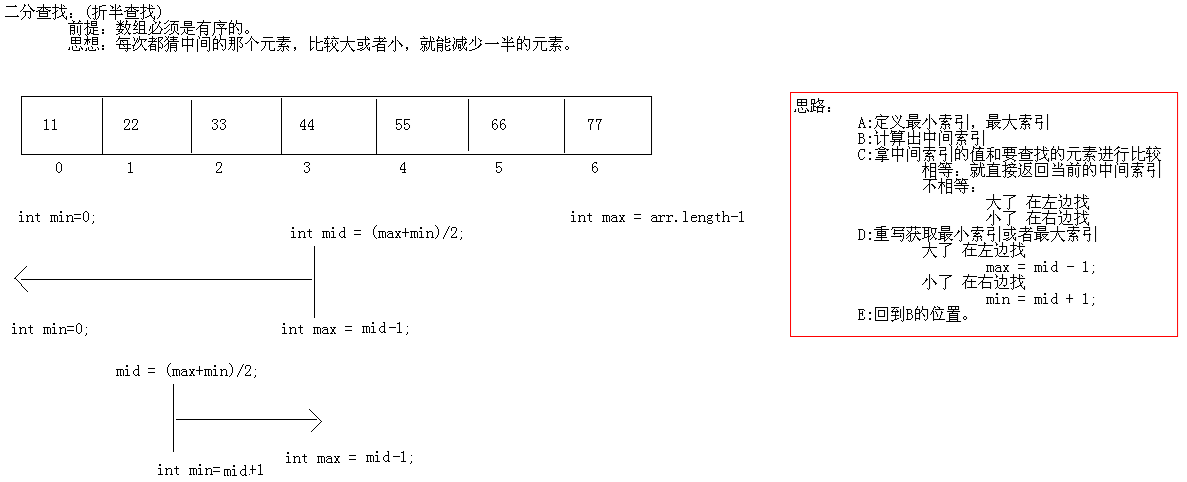 二分查找：(折半查找)
前提：数组必须是有序的。
思想：每次都猜中间的那个元素，比较大或者小，就能减少一半的元素。
11 22 33 44 55 66 77
0 1 2 3 4 5 6
int min=0;
int max = arr.length-1
int mid = (max+min)/2;
int min=0;
int max = mid-1;
mid = (max+min)/2;
int max = mid-1;
int min=mid+1
思路：
A:定义最小索引，最大索引
B:计算出中间索引
C:拿中间索引的值和要查找的元素进行比较
相等：就直接返回当前的中间索引
不相等：
大了 在左边找
小了 在右边找
D:重写获取最小索引或者最大索引
大了 在左边找
max = mid - 1;
小了 在右边找
min = mid + 1;
E:回到B的位置。